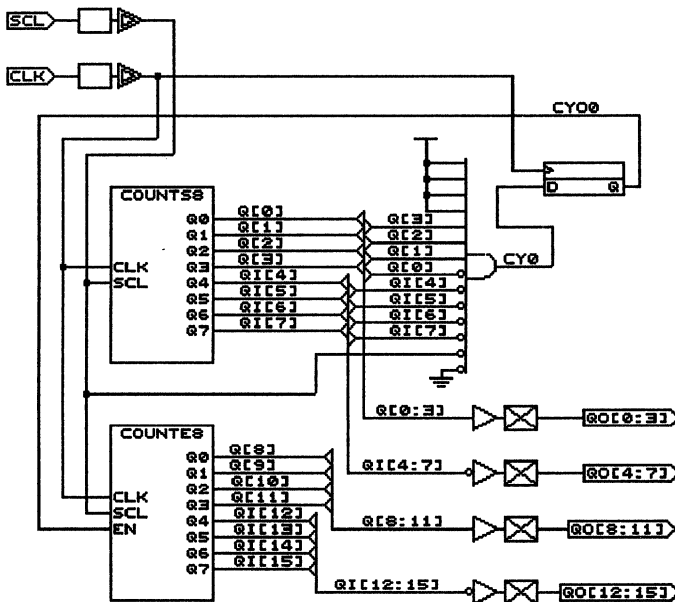 SCL
CLK
CYO0
COUNTS8
CLK
SCL
Q0
Q1
Q2
Q3
Q4
Q5
Q6
Q7
Q[0]
Q[1]
Q[2]
Q[3]
QI[4]
QI[5]
QI[6]
QI[7]
Q[3]
Q[2]
Q[1]
Q[0]
QI[4]
QI[5]
QI[6]
QI[7]
CY0
D
Q
Q[0:3]
QO[0:3]
QI[4:7]
QO[4:7]
Q[8:11]
QO[8:11]
QI[12:15]
QO[12:15]
COUNTE8
CLK
SCL
EN
Q0
Q1
Q2
Q3
Q4
Q5
Q6
Q7
Q[8]
Q[9]
Q[10]
Q[11]
QI[12]
QI[13]
QI[14]
QI[15]